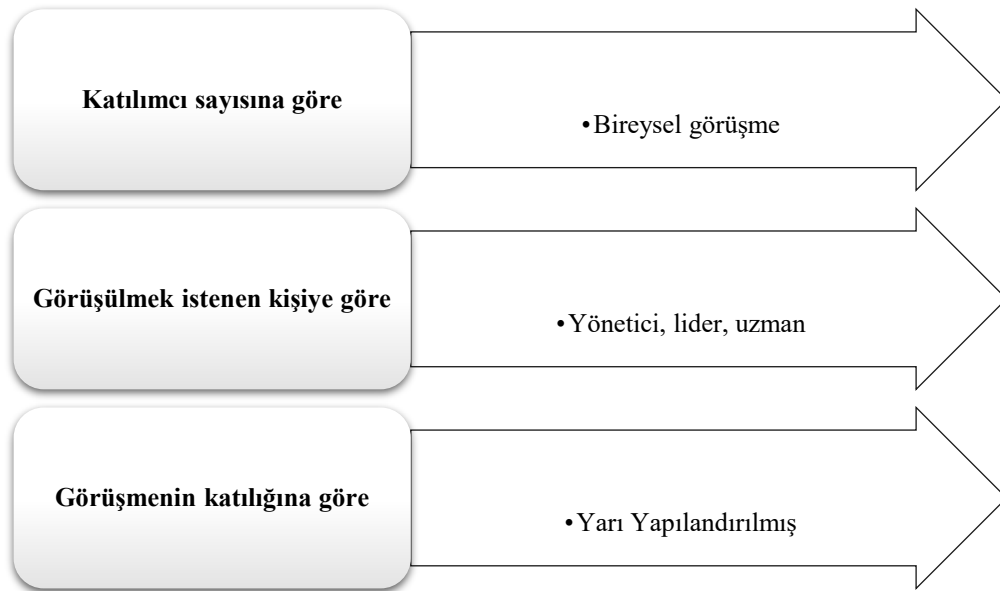 Katılımcı sayısına göre
•Bireysel görüşme
Görüşülmek istenen kişiye göre
•Yönetici, lider, uzman
Görüşmenin katılığına göre
•Yarı Yapılandırılmış